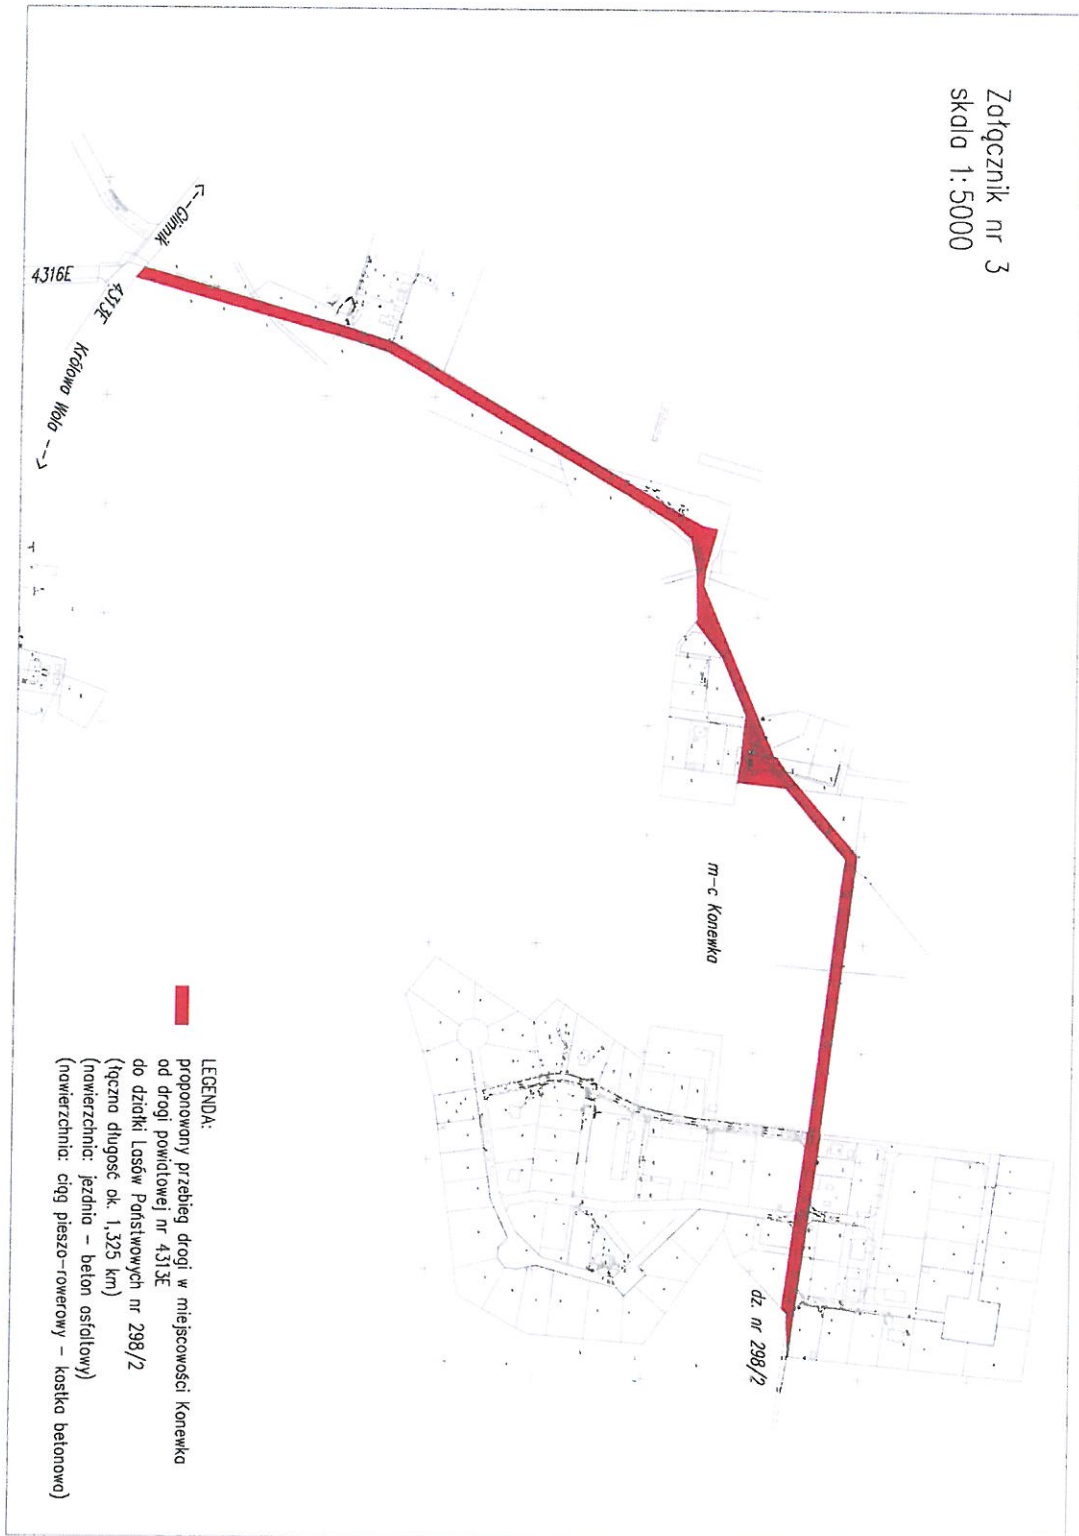 Załącznik nr 3
skala 1:5000
<--Glinnik
4316E
4313E
Królowa Wola -->
m-c Konewka
dz. nr 298/2
LEGENDA:
proponowany przebieg drogi w miejscowości Konewka
od drogi powiatowej nr 4313E
do działki Lasów Państwowych nr 298/2
(łączna długość ok. 1,325 km)
(nawierzchnia: jezdnia – beton asfaltowy)
(nawierzchnia: ciąg pieszo-rowerowy – kostka betonowa)